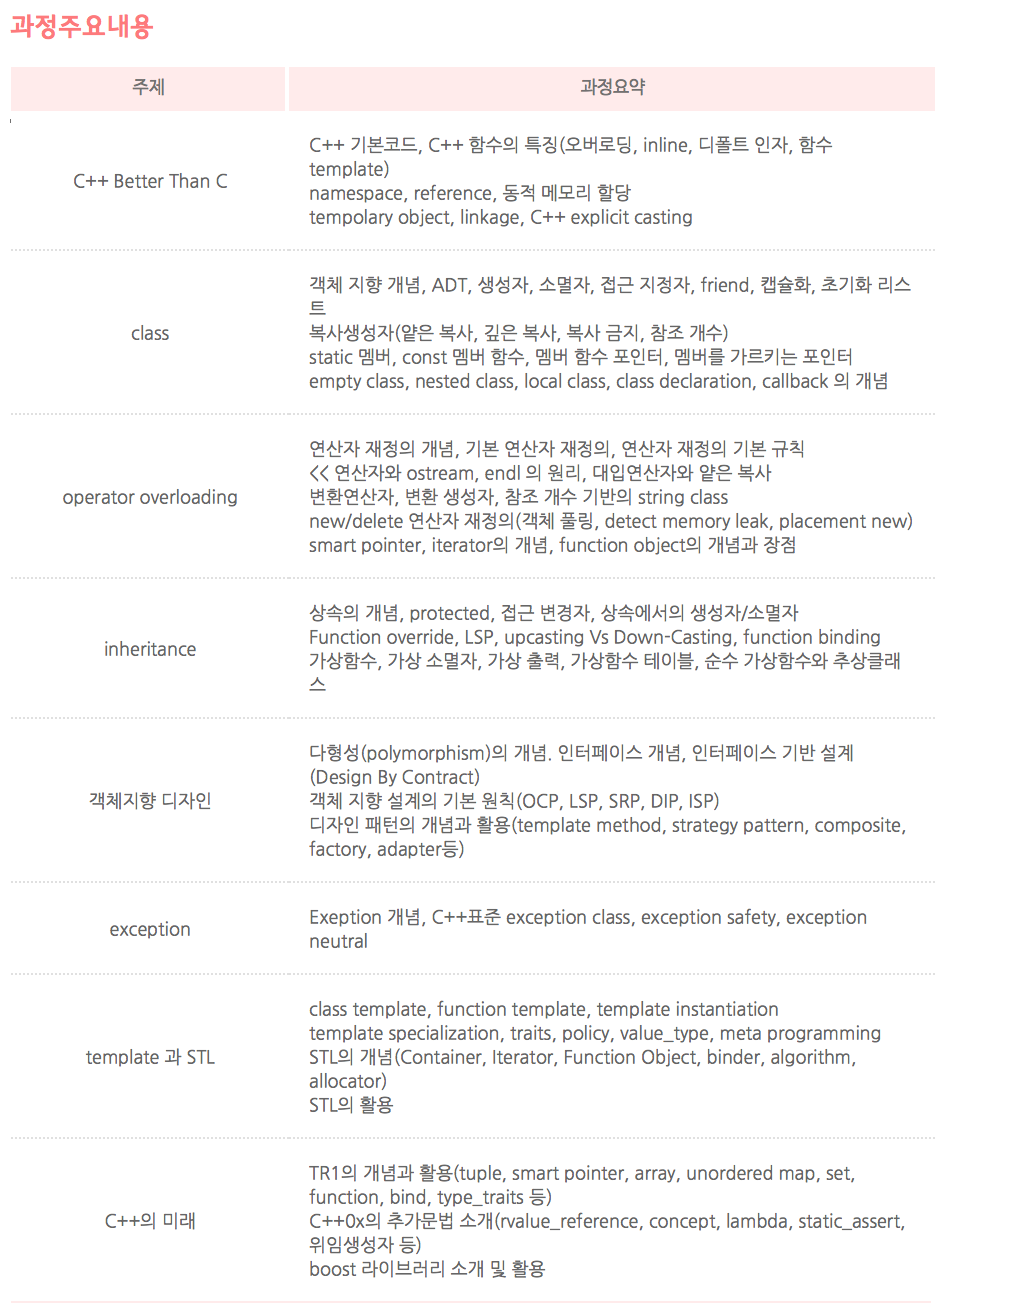 과정주요내용
주제 과정요약
C++ Better Than C
C++ 기본코드, C++ 함수의 특징(오버로딩, inline, 디폴트 인자, 함수
template)
namespace, reference, 동적 메모리 할당
tempolary object, linkage, C++ explicit casting
class
객체 지향 개념, ADT, 생성자, 소멸자, 접근 지정자, friend, 캡슐화, 초기화 리스
트
복사생성자(얕은 복사, 깊은 복사, 복사 금지, 참조 개수)
static 멤버, const 멤버 함수, 멤버 함수 포인터, 멤버를 가르키는 포인터
empty class, nested class, local class, class declaration, callback 의 개념
operator overloading
연산자 재정의 개념, 기본 연산자 재정의, 연산자 재정의 기본 규칙
<< 연산자와 ostream, endl 의 원리, 대입연산자와 얕은 복사
변환연산자, 변환 생성자, 참조 개수 기반의 string class
new/delete 연산자 재정의(객체 풀링, detect memory leak, placement new)
smart pointer, iterator의 개념, function object의 개념과 장점
inheritance
상속의 개념, protected, 접근 변경자, 상속에서의 생성자/소멸자
Function override, LSP, upcasting Vs Down-Casting, function binding
가상함수, 가상 소멸자, 가상 출력, 가상함수 테이블, 순수 가상함수와 추상클래
스
객체지향 디자인
다형성(polymorphism)의 개념. 인터페이스 개념, 인터페이스 기반 설계
(Design By Contract)
객체 지향 설계의 기본 원칙(OCP, LSP, SRP, DIP, ISP)
디자인 패턴의 개념과 활용(template method, strategy pattern, composite,
factory, adapter등)
exception
Exeption 개념, C++표준 exception class, exception safety, exception
neutral
template 과 STL
class template, function template, template instantiation
template specialization, traits, policy, value_type, meta programming
STL의 개념(Container, Iterator, Function Object, binder, algorithm,
allocator)
STL의 활용
C++의 미래
TR1의 개념과 활용(tuple, smart pointer, array, unordered map, set,
function, bind, type_traits 등)
C++0x의 추가문법 소개(rvalue_reference, concept, lambda, static_assert,
위임생성자 등)
boost 라이브러리 소개 및 활용